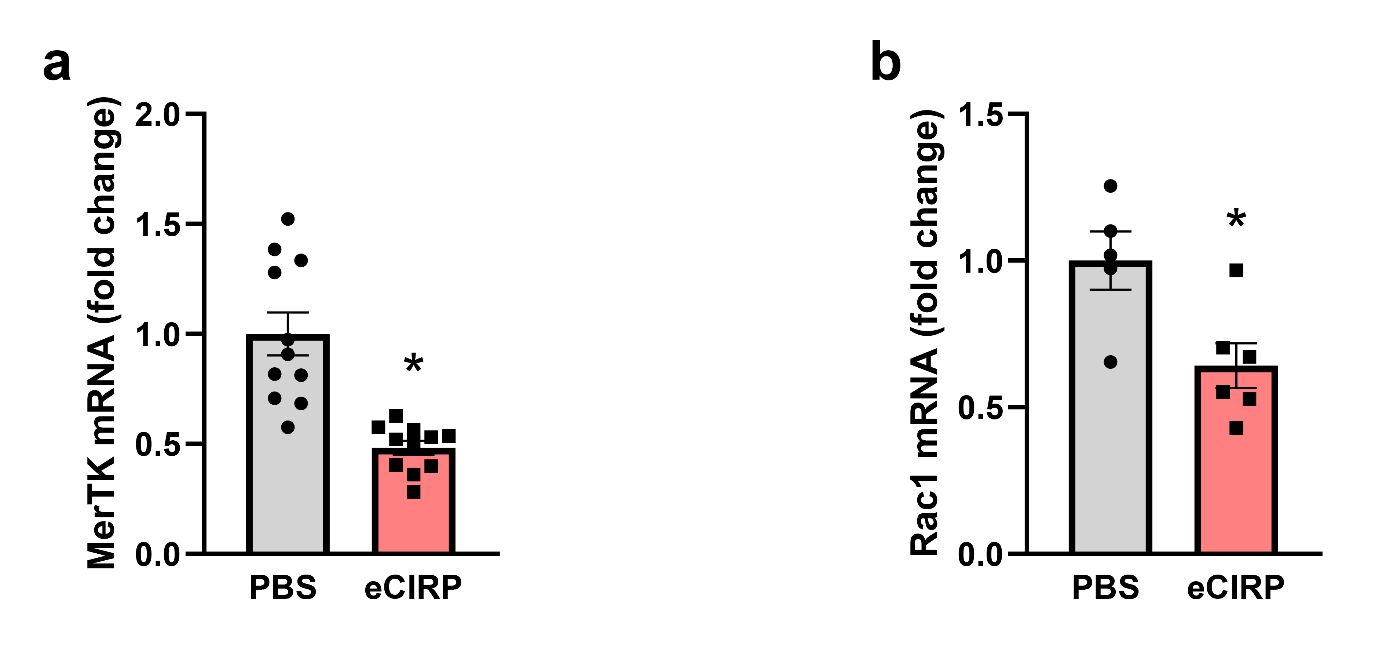 a
MerTK mRNA (fold change)
2.0
1.5
1.0
0.5
0.0
*
PBS eCIRP
b
Rac1 mRNA (fold change)
1.5
1.0
0.5
0.0
*
PBS eCIRP